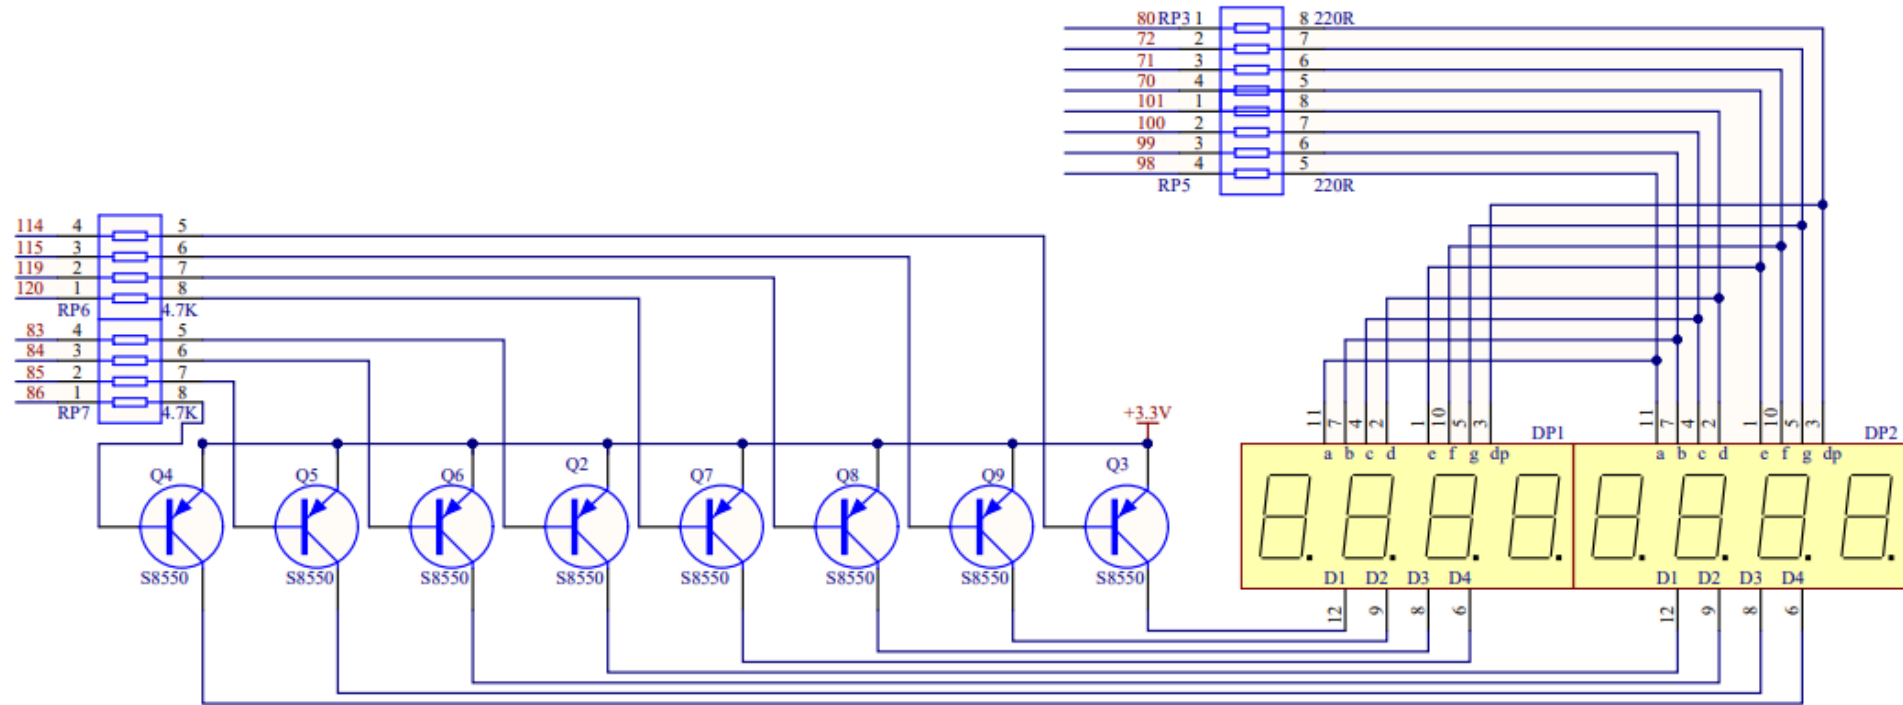 80 RP3 1 8 220R
72 2 7
71 3 6
70 4 5
101 1 8
100 2 7
99 3 6
98 4 5
RP5 220R
114 4 5
115 3 6
119 2 7
120 1 8
RP6 4.7K
83 4 5
84 3 6
85 2 7
86 1 8
RP7 4.7K
+3.3V
11 7 4 2 1 10 5 3 DP1
11 7 4 2 1 10 5 3 DP2
a b c d e f g dp
a b c d e f g dp
Q4 Q5 Q6 Q2 Q7 Q8 Q9 Q3
S8550 S8550 S8550 S8550 S8550 S8550 S8550 S8550
D1 D2 D3 D4
D1 D2 D3 D4
12 9 8 6
12 9 8 6